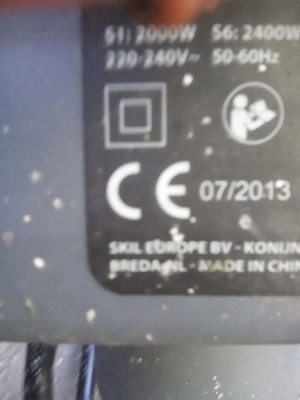 S1: 2000W S6: 2400W
220-240V~ 50-60Hz
CE 07/2013
SKIL EUROPE BV - KONIJN
BREDA-NL - MADE IN CHIN